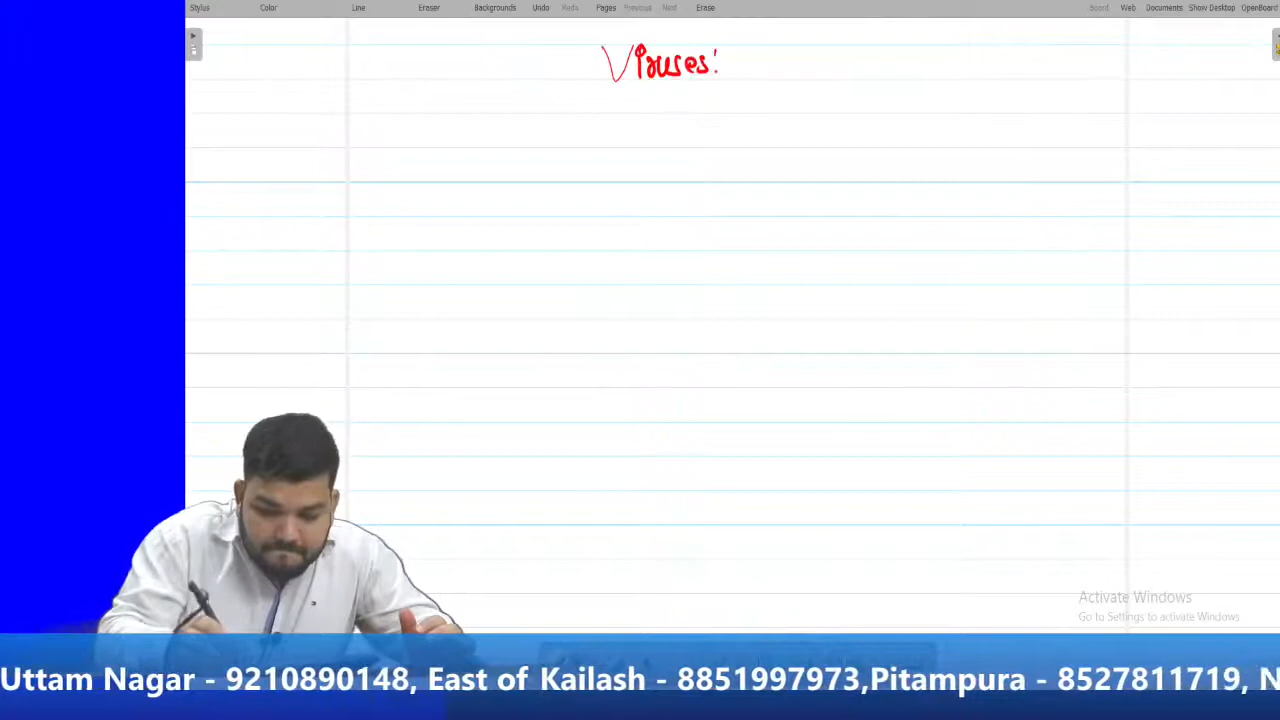 Stylus Color Line Eraser Backgrounds Undo Redo Pages Previous Next Erase Board Web Documents Show Desktop OpenBoard
Viruses:
Activate Windows
Go to Settings to activate Windows
Uttam Nagar - 9210890148, East of Kailash - 8851997973,Pitampura - 8527811719, N